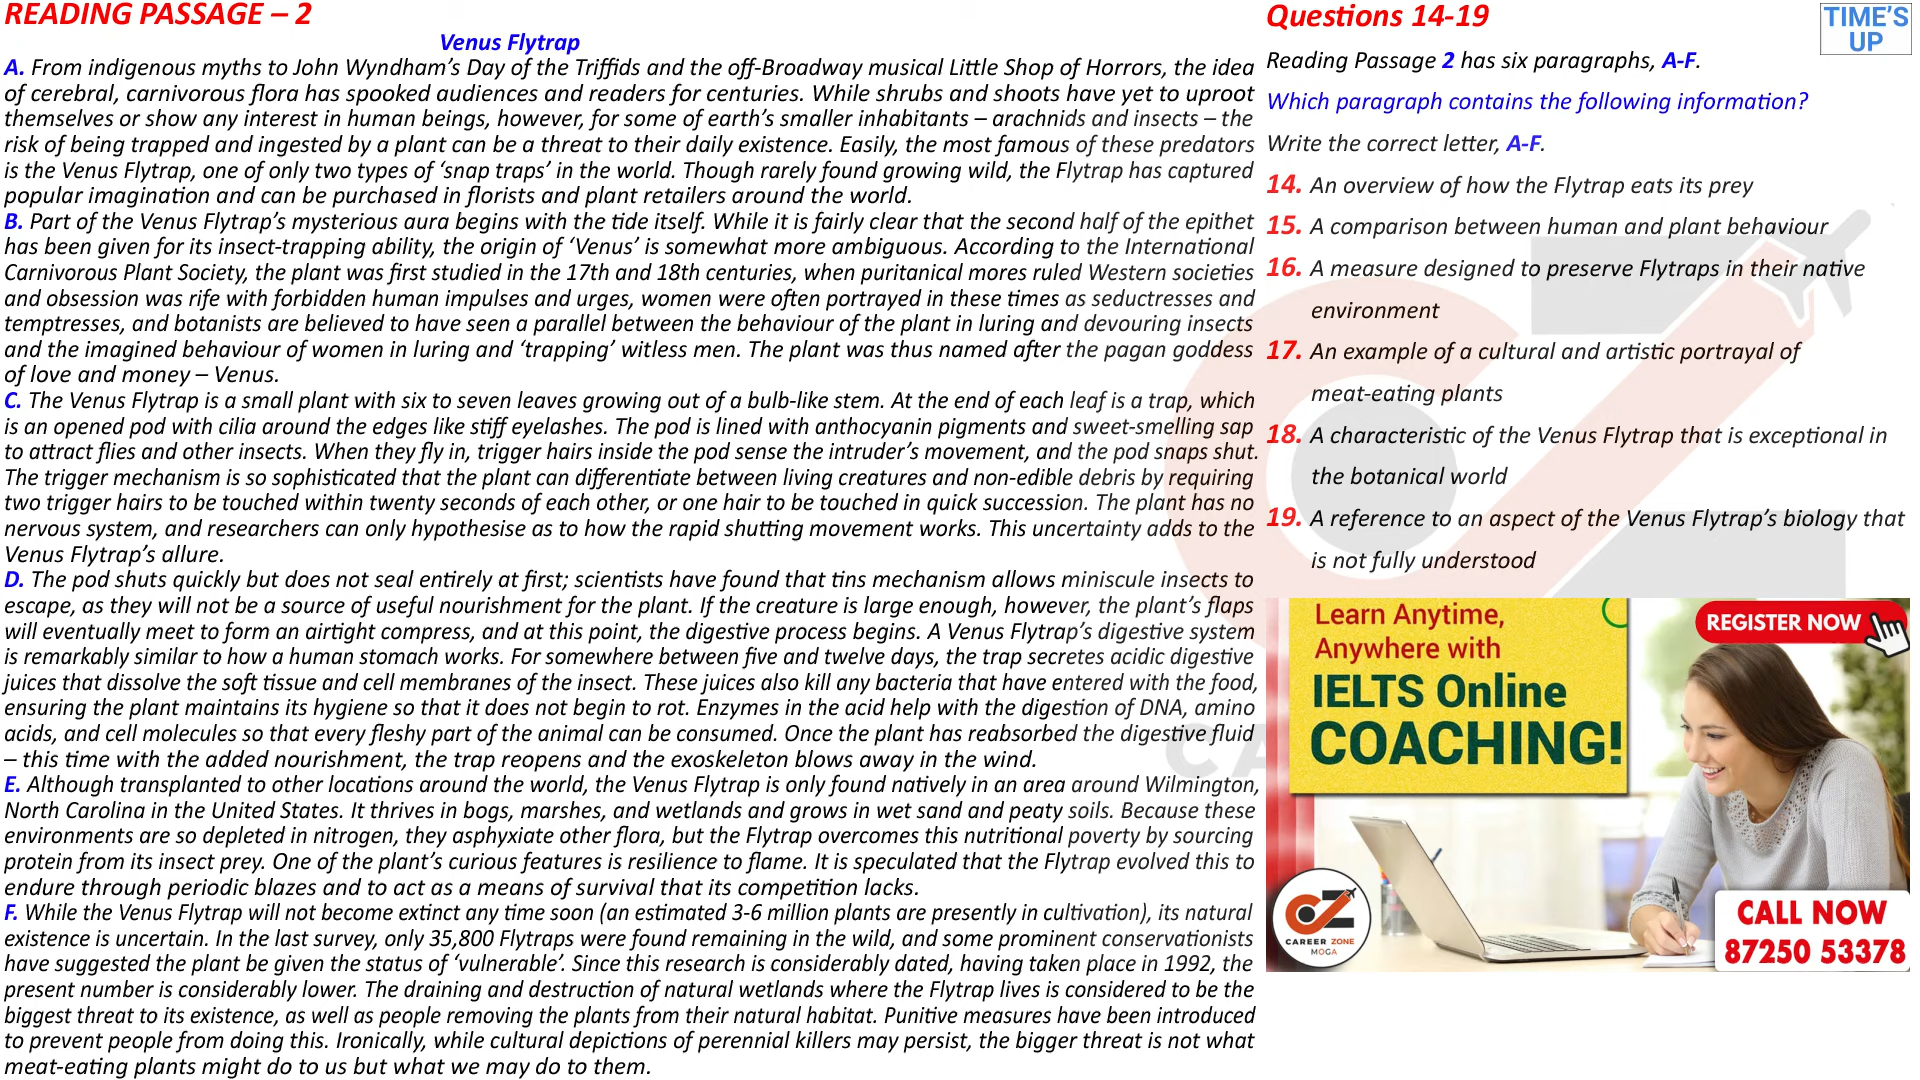 READING PASSAGE – 2
Venus Flytrap
A. From indigenous myths to John Wyndham’s Day of the Triffids and the off-Broadway musical Little Shop of Horrors, the idea
of cerebral, carnivorous flora has spooked audiences and readers for centuries. While shrubs and shoots have yet to uproot
themselves or show any interest in human beings, however, for some of earth’s smaller inhabitants – arachnids and insects – the
risk of being trapped and ingested by a plant can be a threat to their daily existence. Easily, the most famous of these predators
is the Venus Flytrap, one of only two types of ‘snap traps’ in the world. Though rarely found growing wild, the Flytrap has captured
popular imagination and can be purchased in florists and plant retailers around the world.
B. Part of the Venus Flytrap’s mysterious aura begins with the tide itself. While it is fairly clear that the second half of the epithet
has been given for its insect-trapping ability, the origin of ‘Venus’ is somewhat more ambiguous. According to the International
Carnivorous Plant Society, the plant was first studied in the 17th and 18th centuries, when puritanical mores ruled Western societies
and obsession was rife with forbidden human impulses and urges, women were often portrayed in these times as seductresses and
temptresses, and botanists are believed to have seen a parallel between the behaviour of the plant in luring and devouring insects
and the imagined behaviour of women in luring and ‘trapping’ witless men. The plant was thus named after the pagan goddess
of love and money – Venus.
C. The Venus Flytrap is a small plant with six to seven leaves growing out of a bulb-like stem. At the end of each leaf is a trap, which
is an opened pod with cilia around the edges like stiff eyelashes. The pod is lined with anthocyanin pigments and sweet-smelling sap
to attract flies and other insects. When they fly in, trigger hairs inside the pod sense the intruder’s movement, and the pod snaps shut.
The trigger mechanism is so sophisticated that the plant can differentiate between living creatures and non-edible debris by requiring
two trigger hairs to be touched within twenty seconds of each other, or one hair to be touched in quick succession. The plant has no
nervous system, and researchers can only hypothesise as to how the rapid shutting movement works. This uncertainty adds to the
Venus Flytrap’s allure.
D. The pod shuts quickly but does not seal entirely at first; scientists have found that tins mechanism allows miniscule insects to
escape, as they will not be a source of useful nourishment for the plant. If the creature is large enough, however, the plant’s flaps
will eventually meet to form an airtight compress, and at this point, the digestive process begins. A Venus Flytrap’s digestive system
is remarkably similar to how a human stomach works. For somewhere between five and twelve days, the trap secretes acidic digestive
juices that dissolve the soft tissue and cell membranes of the insect. These juices also kill any bacteria that have entered with the food,
ensuring the plant maintains its hygiene so that it does not begin to rot. Enzymes in the acid help with the digestion of DNA, amino
acids, and cell molecules so that every fleshy part of the animal can be consumed. Once the plant has reabsorbed the digestive fluid
– this time with the added nourishment, the trap reopens and the exoskeleton blows away in the wind.
E. Although transplanted to other locations around the world, the Venus Flytrap is only found natively in an area around Wilmington,
North Carolina in the United States. It thrives in bogs, marshes, and wetlands and grows in wet sand and peaty soils. Because these
environments are so depleted in nitrogen, they asphyxiate other flora, but the Flytrap overcomes this nutritional poverty by sourcing
protein from its insect prey. One of the plant’s curious features is resilience to flame. It is speculated that the Flytrap evolved this to
endure through periodic blazes and to act as a means of survival that its competition lacks.
F. While the Venus Flytrap will not become extinct any time soon (an estimated 3-6 million plants are presently in cultivation), its natural
existence is uncertain. In the last survey, only 35,800 Flytraps were found remaining in the wild, and some prominent conservationists
have suggested the plant be given the status of ‘vulnerable’. Since this research is considerably dated, having taken place in 1992, the
present number is considerably lower. The draining and destruction of natural wetlands where the Flytrap lives is considered to be the
biggest threat to its existence, as well as people removing the plants from their natural habitat. Punitive measures have been introduced
to prevent people from doing this. Ironically, while cultural depictions of perennial killers may persist, the bigger threat is not what
meat-eating plants might do to us but what we may do to them.
Questions 14-19
TIME’S
UP
Reading Passage 2 has six paragraphs, A-F.
Which paragraph contains the following information?
Write the correct letter, A-F.
14. An overview of how the Flytrap eats its prey
15. A comparison between human and plant behaviour
16. A measure designed to preserve Flytraps in their native
environment
17. An example of a cultural and artistic portrayal of
meat-eating plants
18. A characteristic of the Venus Flytrap that is exceptional in
the botanical world
19. A reference to an aspect of the Venus Flytrap’s biology that
is not fully understood
Learn Anytime,
Anywhere with
IELTS Online
COACHING!
REGISTER NOW
CAREER ZONE
MOGA
CALL NOW
87250 53378
CA